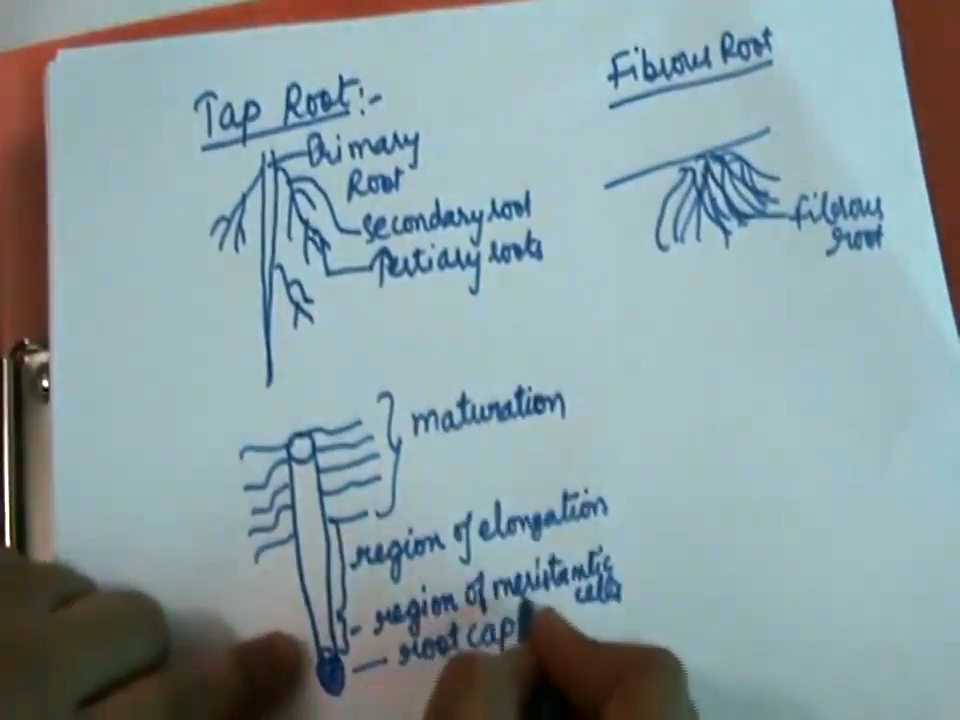 Tap Root:-
Primary
Root
Secondary root
Tertiary roots
Fibrous Root
fibrous
root
maturation
region of elongation
region of meristamtic
cells
root cap